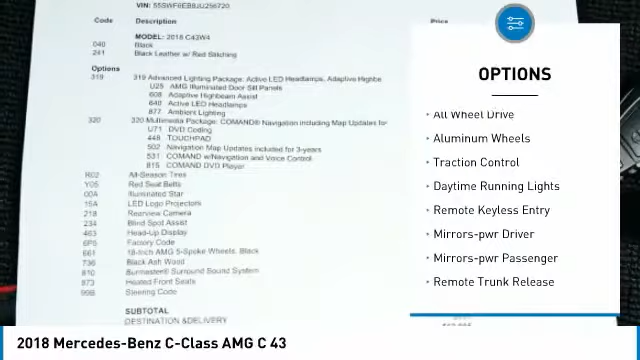 VIN: 55SWF6EB8JU256720
Code Description Price
MODEL: 2018 C43W4
040 Black
241 Black Leather w/ Red Stitching
Options
319 319 Advanced Lighting Package: Active LED Headlamps, Adaptive Highbe
U25 AMG Illuminated Door Sill Panels
608 Adaptive Highbeam Assist
640 Active LED Headlamps
877 Ambient Lighting
320 320 Multimedia Package: COMAND® Navigation including Map Updates for
U71 DVD Coding
448 TOUCHPAD
502 Navigation Map Updates included for 3-years
531 COMAND w/Navigation and Voice Control
815 COMAND DVD Player
R02 All-Season Tires
Y05 Red Seat Belts
00A Illuminated Star
15A LED Logo Projectors
218 Rearview Camera
234 Blind Spot Assist
463 Head-Up Display
6P5 Factory Code
661 18-Inch AMG 5-Spoke Wheels, Black
736 Black Ash Wood
810 Burmester® Surround Sound System
873 Heated Front Seats
99B Steering Code
SUBTOTAL
DESTINATION & DELIVERY
OPTIONS
• All Wheel Drive
• Aluminum Wheels
• Traction Control
• Daytime Running Lights
• Remote Keyless Entry
• Mirrors-pwr Driver
• Mirrors-pwr Passenger
• Remote Trunk Release
2018 Mercedes-Benz C-Class AMG C 43